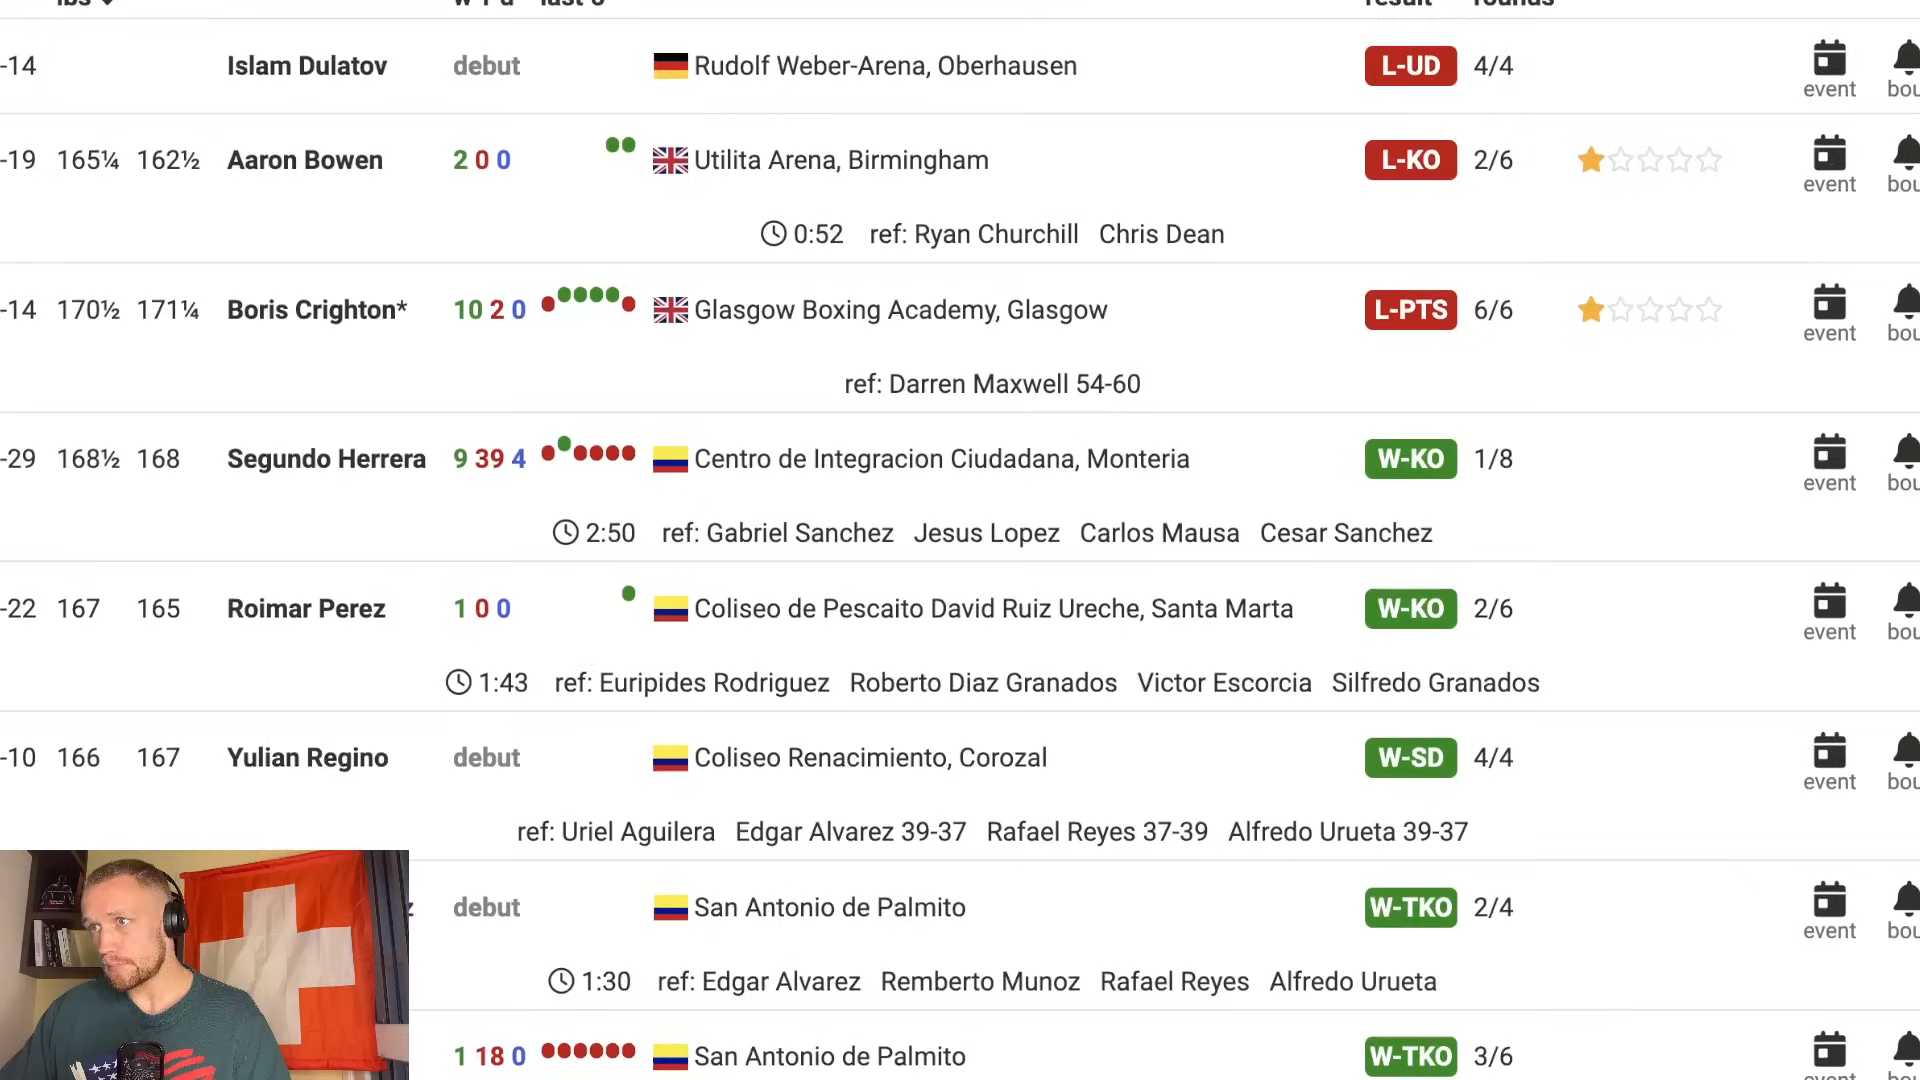 -14 Islam Dulatov debut Rudolf Weber-Arena, Oberhausen L-UD 4/4
event
-19 165¼ 162½ Aaron Bowen 2 0 0 Utilita Arena, Birmingham L-KO 2/6
event
0:52 ref: Ryan Churchill Chris Dean
-14 170½ 171¼ Boris Crighton* 10 2 0 Glasgow Boxing Academy, Glasgow L-PTS 6/6
event
ref: Darren Maxwell 54-60
-29 168½ 168 Segundo Herrera 9 39 4 Centro de Integracion Ciudadana, Monteria W-KO 1/8
event
2:50 ref: Gabriel Sanchez Jesus Lopez Carlos Mausa Cesar Sanchez
-22 167 165 Roimar Perez 1 0 0 Coliseo de Pescaito David Ruiz Ureche, Santa Marta W-KO 2/6
event
1:43 ref: Euripides Rodriguez Roberto Diaz Granados Victor Escorcia Silfredo Granados
-10 166 167 Yulian Regino debut Coliseo Renacimiento, Corozal W-SD 4/4
event
ref: Uriel Aguilera Edgar Alvarez 39-37 Rafael Reyes 37-39 Alfredo Urueta 39-37
debut San Antonio de Palmito W-TKO 2/4
event
1:30 ref: Edgar Alvarez Remberto Munoz Rafael Reyes Alfredo Urueta
1 18 0 San Antonio de Palmito W-TKO 3/6